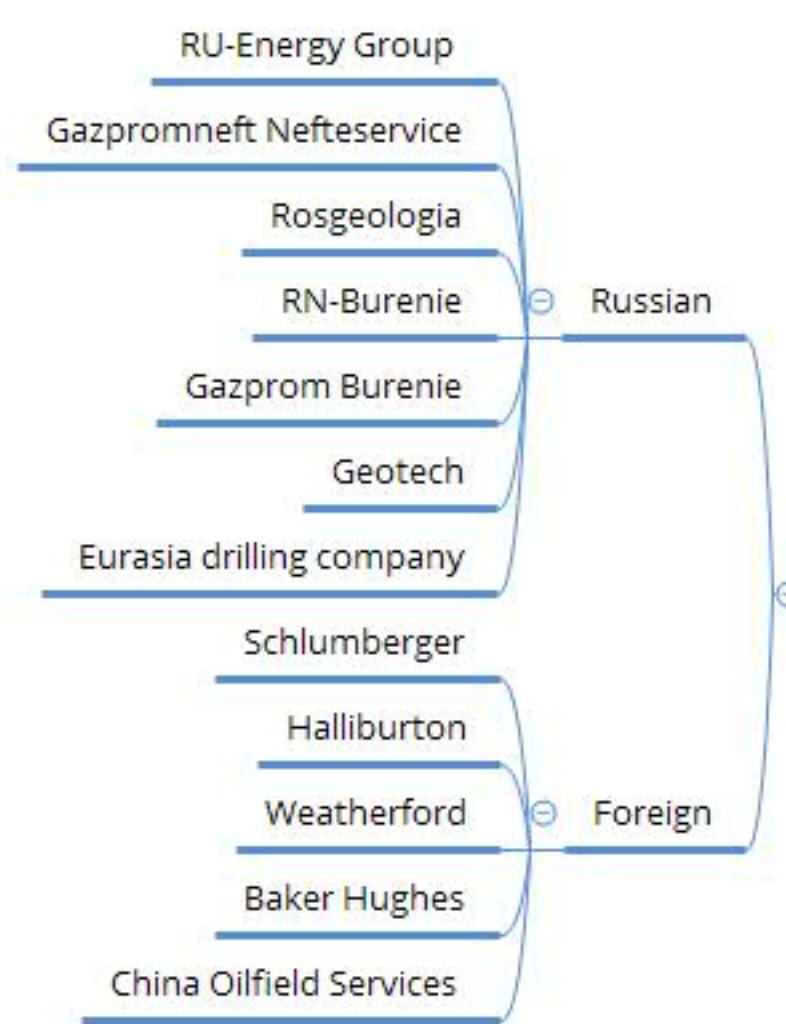 RU-Energy Group
Gazpromneft Nefteservice
Rosgeologia
RN-Burenie
Russian
Gazprom Burenie
Geotech
Eurasia drilling company
Schlumberger
Halliburton
Weatherford
Foreign
Baker Hughes
China Oilfield Services